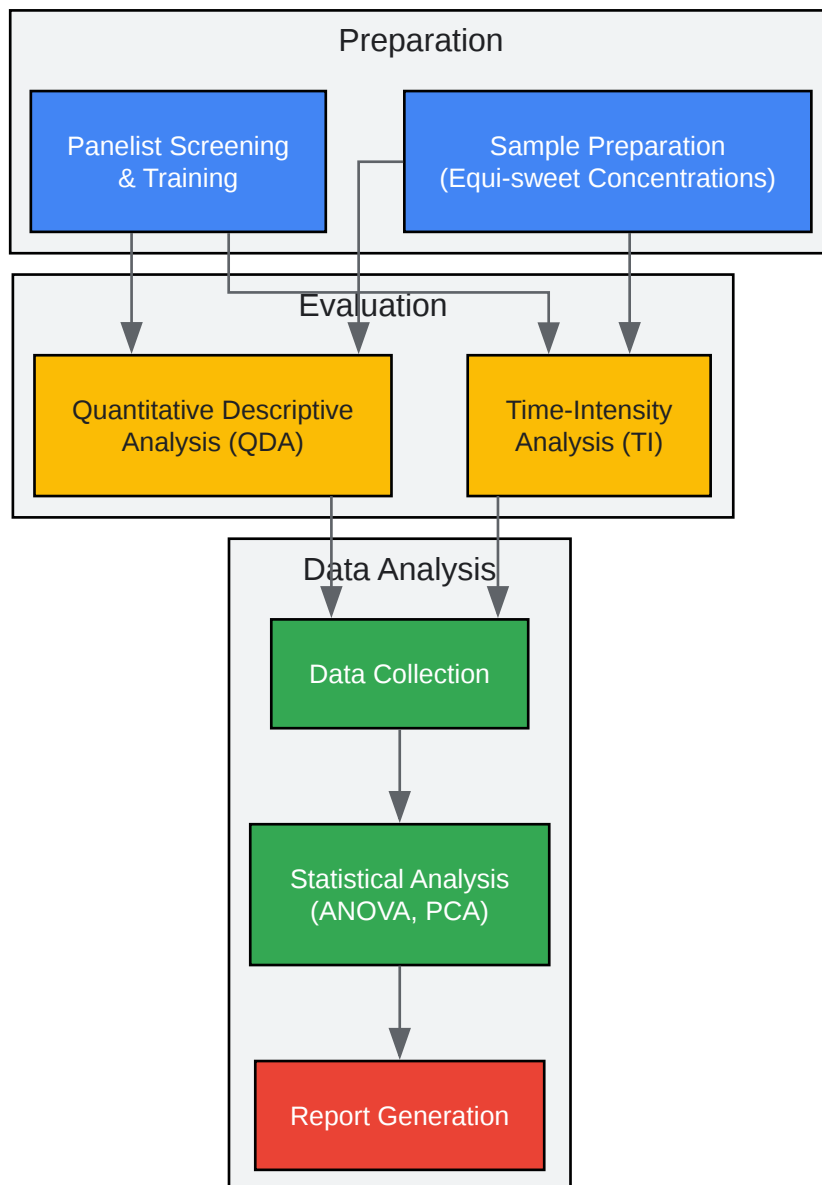 Preparation
Panelist Screening
& Training
Sample Preparation
(Equi-sweet Concentrations)
Evaluation
Quantitative Descriptive
Analysis (QDA)
Time-Intensity
Analysis (TI)
Data Analysis
Data Collection
Statistical Analysis
(ANOVA, PCA)
Report Generation